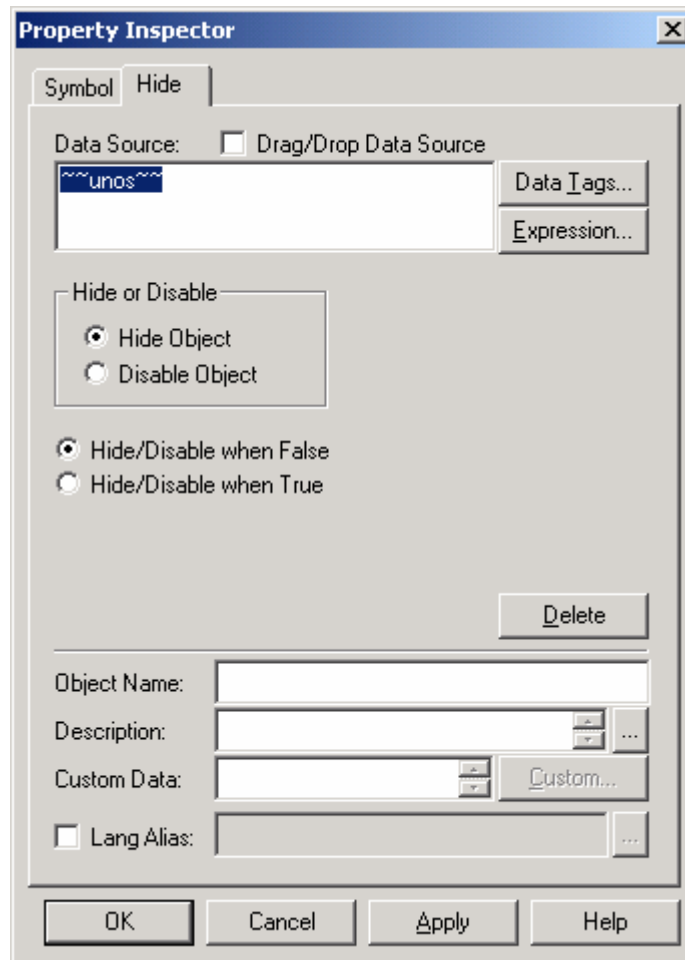 Property Inspector
Symbol Hide
Data Source: Drag/Drop Data Source
~~unos~~ Data Tags...
Expression...
Hide or Disable
Hide Object
Disable Object
Hide/Disable when False
Hide/Disable when True
Delete
Object Name:
Description: ...
Custom Data: Custom...
Lang Alias: ...
OK Cancel Apply Help